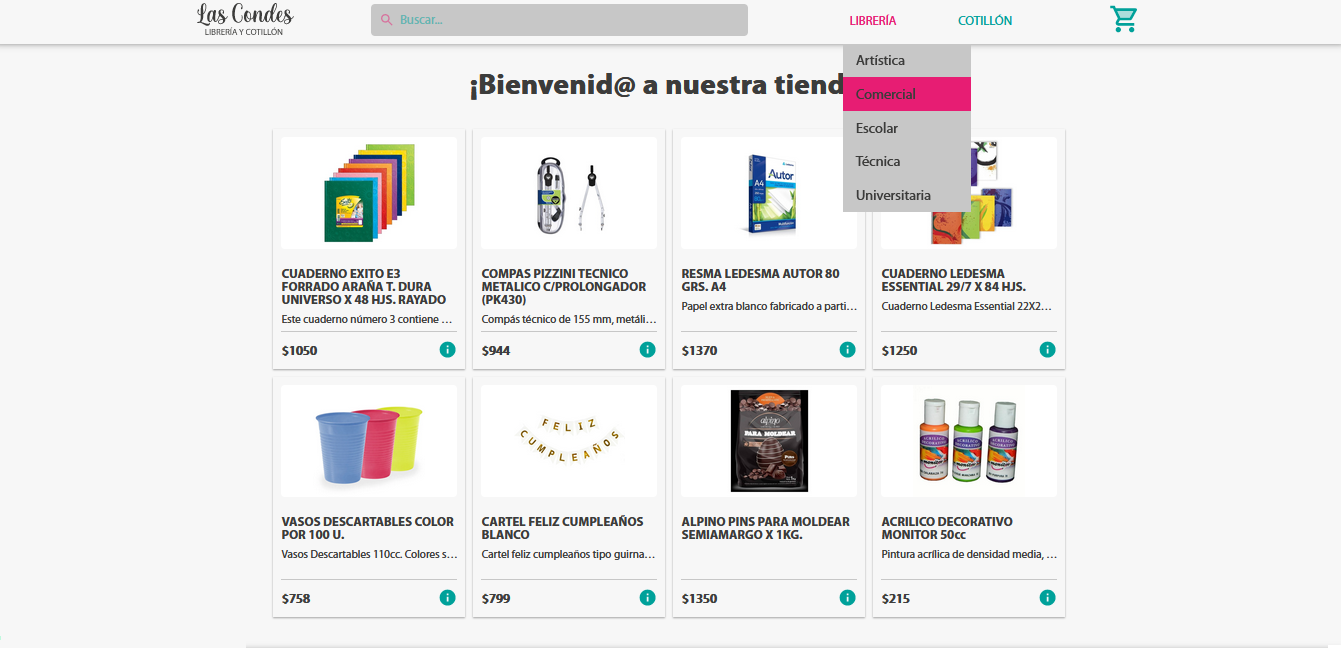 Las Condes
LIBRERÍA Y COTILLÓN
Buscar...
LIBRERÍA
COTILLÓN
Artística
Comercial
Escolar
Técnica
Universitaria
¡Bienvenid@ a nuestra tiend
Autor
A4
CUADERNO EXITO E3
FORRADO ARAÑA T. DURA
UNIVERSO X 48 HJS. RAYADO
Este cuaderno número 3 contiene ...
$1050
COMPAS PIZZINI TECNICO
METALICO C/PROLONGADOR
(PK430)
Compás técnico de 155 mm, metáli...
$944
RESMA LEDESMA AUTOR 80
GRS. A4
Papel extra blanco fabricado a parti...
$1370
CUADERNO LEDESMA
ESSENTIAL 29/7 X 84 HJS.
Cuaderno Ledesma Essential 22X2...
$1250
FELIZ
CUMPLEAÑOS
alpino
PARA MOLDEAR
Pins
ACRILICO
DECORATIVO
ACRILICO
DECORATIVO
ACRILICO
DECORATIVO
VASOS DESCARTABLES COLOR
POR 100 U.
Vasos Descartables 110cc. Colores s...
$758
CARTEL FELIZ CUMPLEAÑOS
BLANCO
Cartel feliz cumpleaños tipo guirna...
$799
ALPINO PINS PARA MOLDEAR
SEMIAMARGO X 1KG.
$1350
ACRILICO DECORATIVO
MONITOR 50cc
Pintura acrílica de densidad media, ...
$215